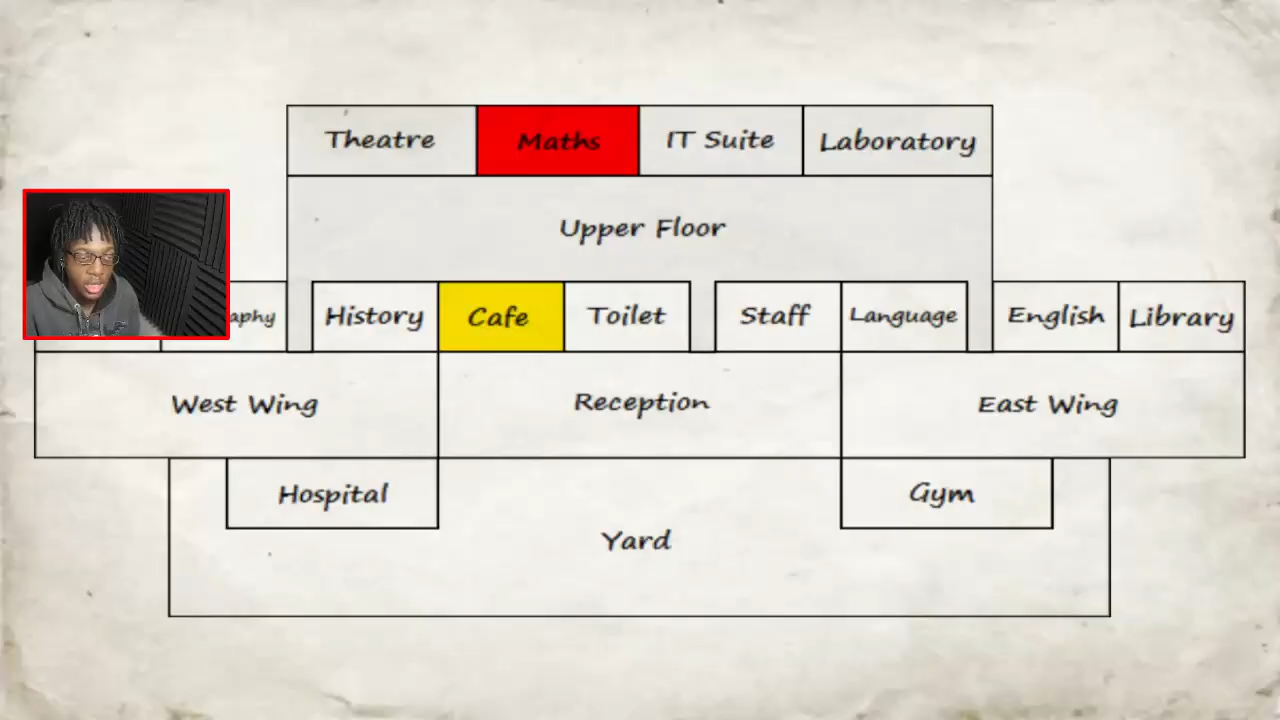 Theatre Maths IT Suite Laboratory
Upper Floor
History Cafe Toilet Staff Language English Library
West Wing Reception East Wing
Hospital Gym
Yard